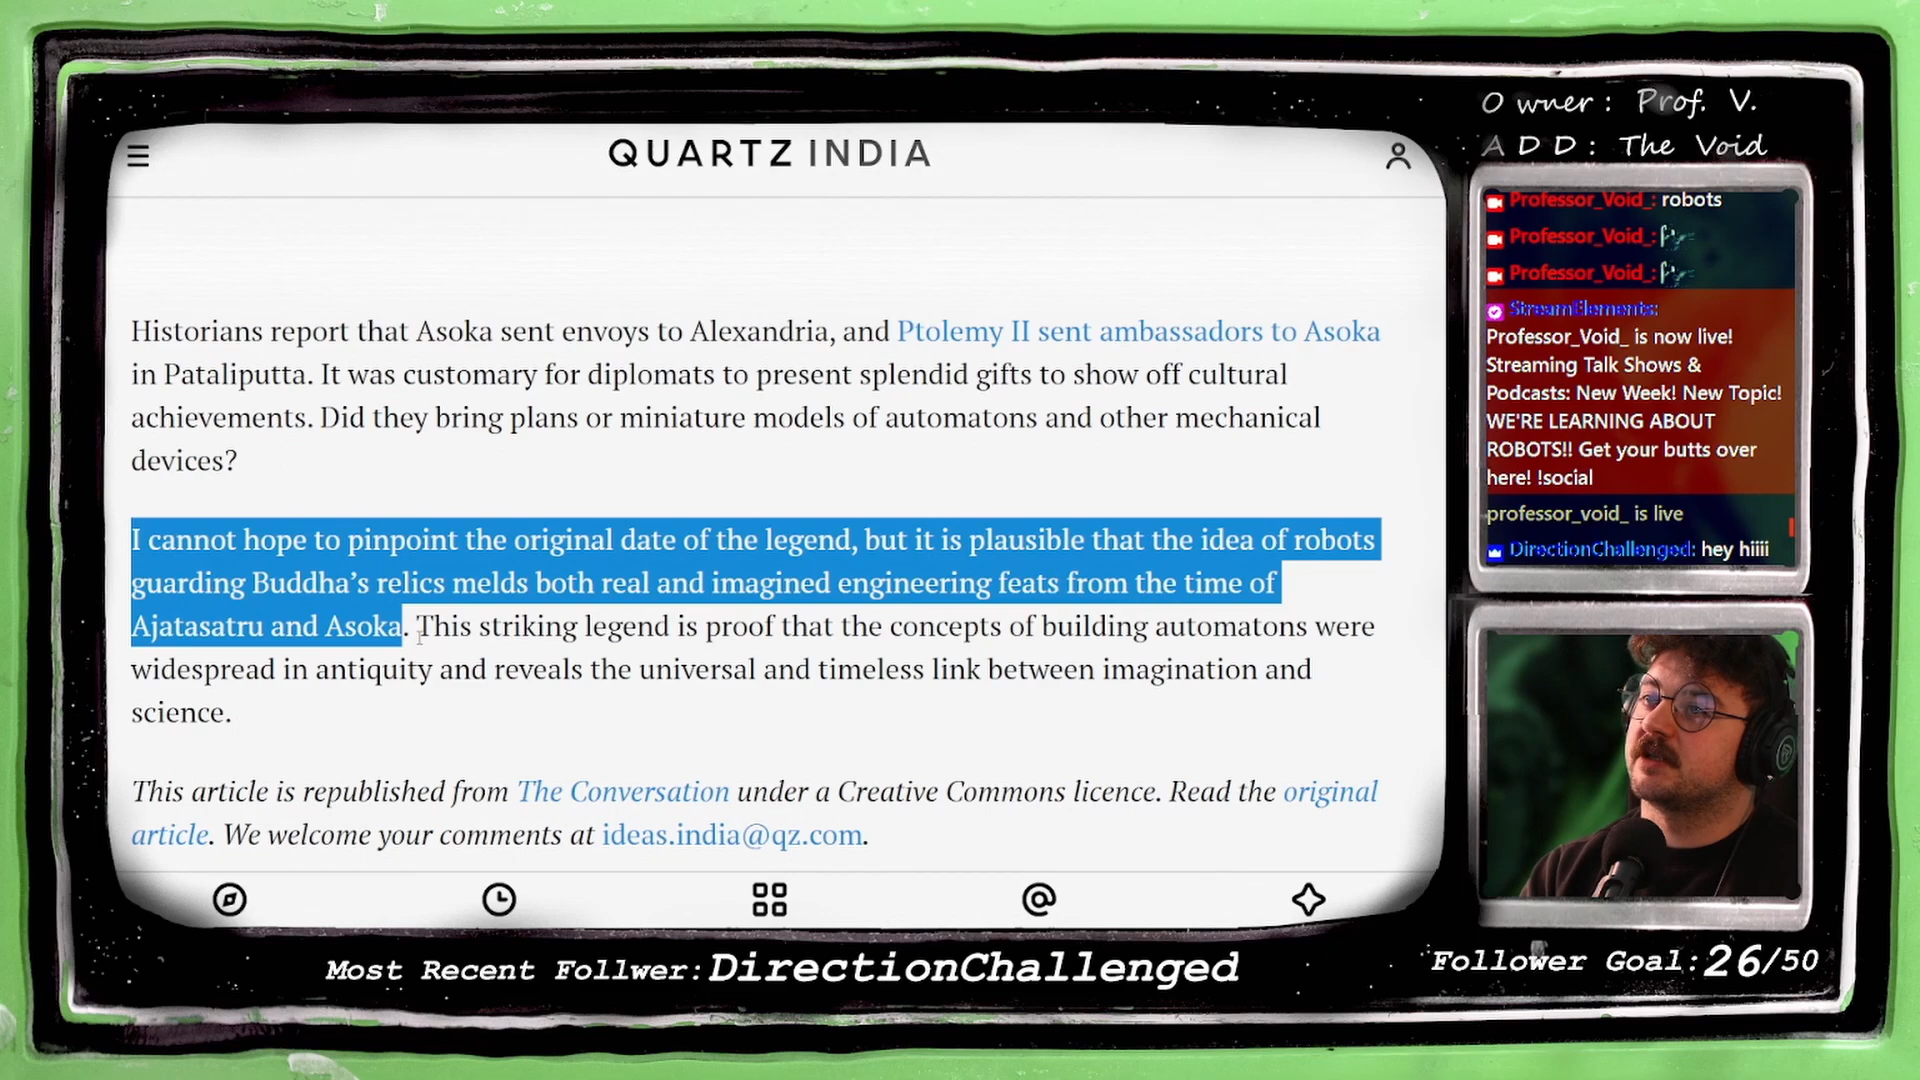 Owner: Prof. V.
ADD: The Void
QUARTZ INDIA
Historians report that Asoka sent envoys to Alexandria, and Ptolemy II sent ambassadors to Asoka
in Pataliputta. It was customary for diplomats to present splendid gifts to show off cultural
achievements. Did they bring plans or miniature models of automatons and other mechanical
devices?
I cannot hope to pinpoint the original date of the legend, but it is plausible that the idea of robots
guarding Buddha’s relics melds both real and imagined engineering feats from the time of
Ajatasatru and Asoka. This striking legend is proof that the concepts of building automatons were
widespread in antiquity and reveals the universal and timeless link between imagination and
science.
This article is republished from The Conversation under a Creative Commons licence. Read the original
article. We welcome your comments at ideas.india@qz.com.
Professor_Void_: robots
Professor_Void_:
Professor_Void_:
StreamElements:
Professor_Void_ is now live!
Streaming Talk Shows &
Podcasts: New Week! New Topic!
WE'RE LEARNING ABOUT
ROBOTS!! Get your butts over
here! !social
professor_void_ is live
DirectionChallenged: hey hiiii
Most Recent Follwer:DirectionChallenged
Follower Goal:26/50